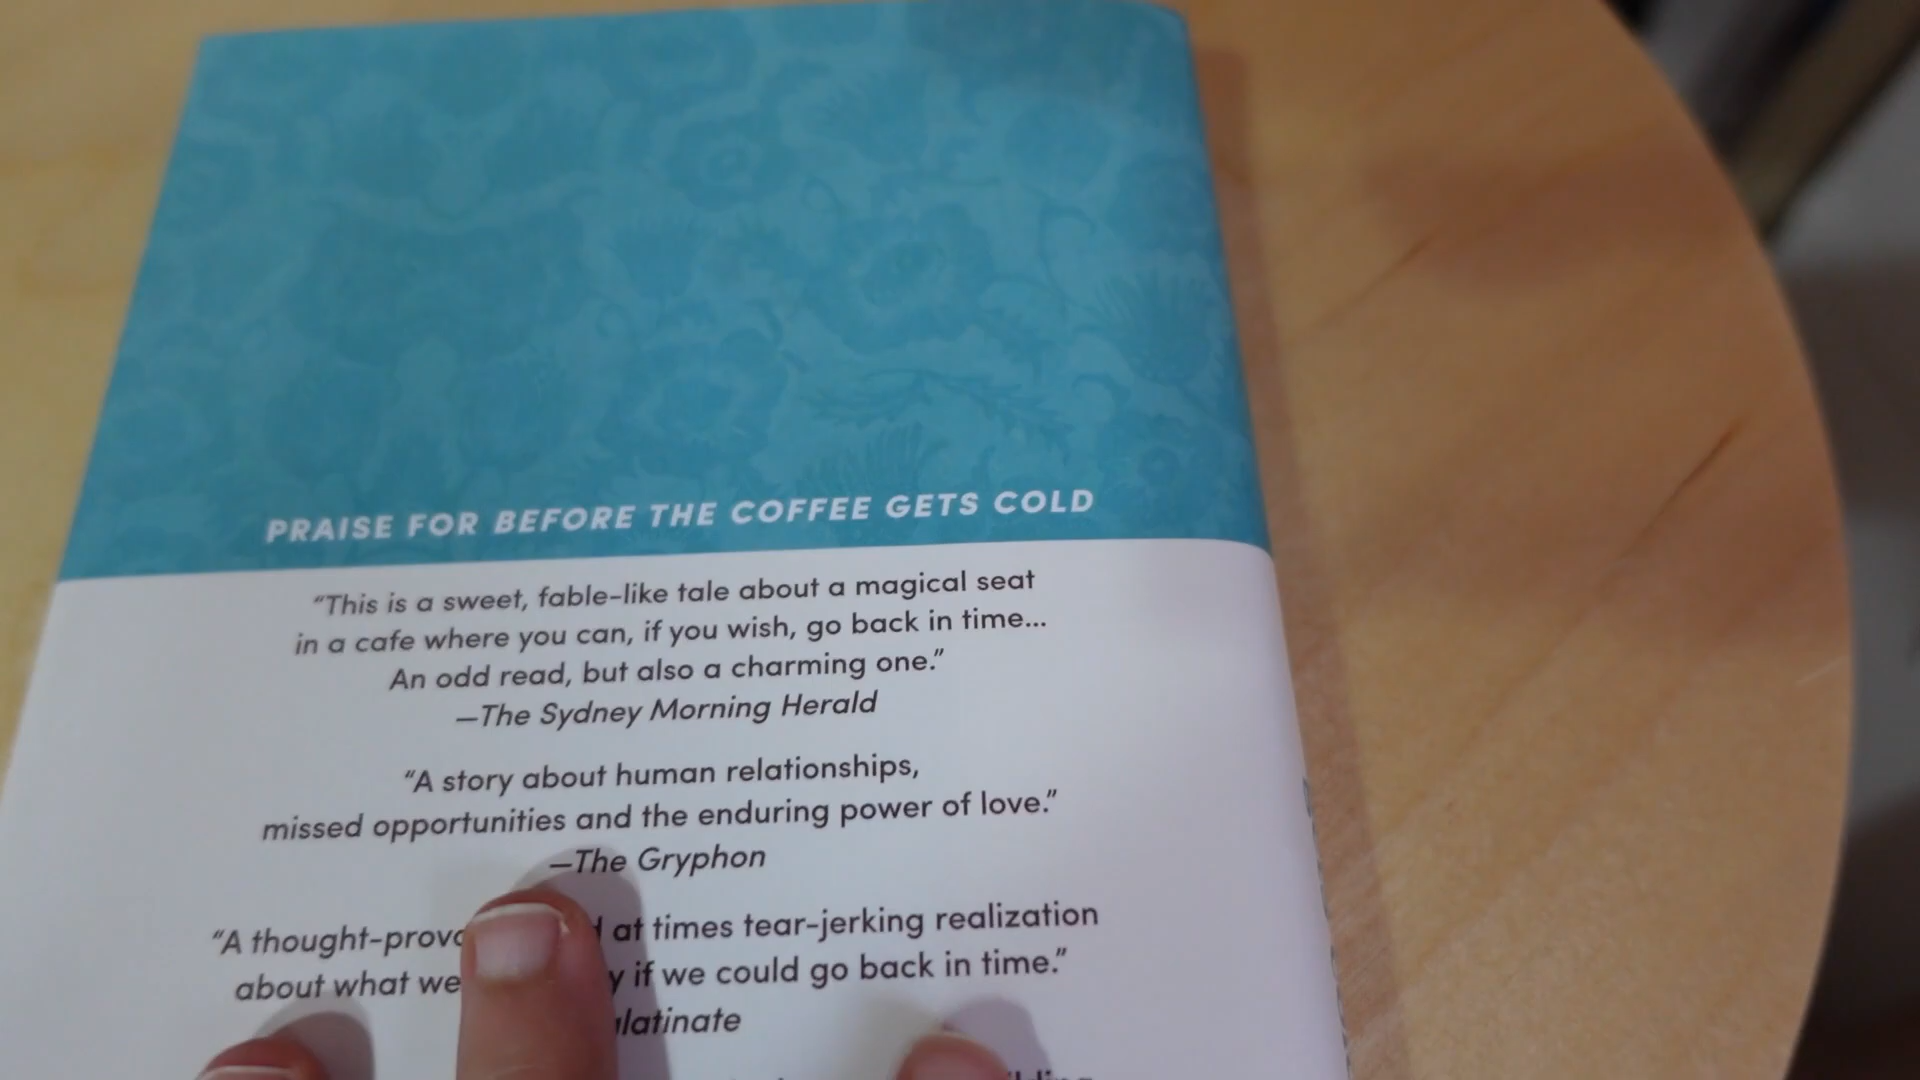 PRAISE FOR BEFORE THE COFFEE GETS COLD
“This is a sweet, fable-like tale about a magical seat
in a cafe where you can, if you wish, go back in time...
An odd read, but also a charming one.”
—The Sydney Morning Herald
“A story about human relationships,
missed opportunities and the enduring power of love.”
—The Gryphon
“A at times tear-jerking realization
about what we if we could go back in time.”